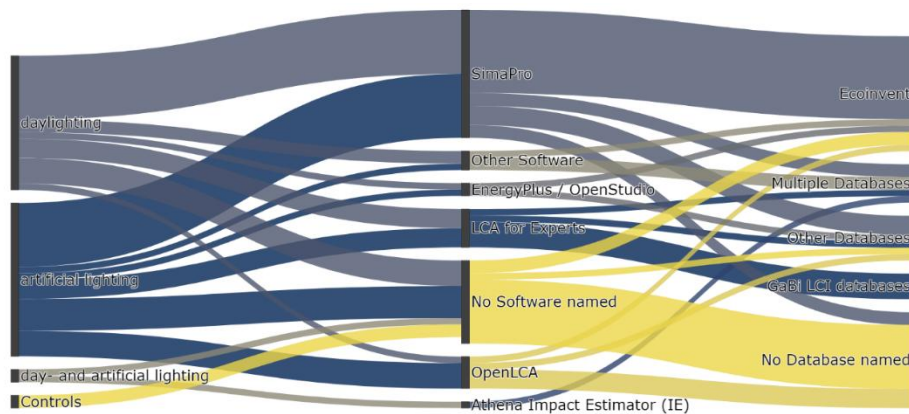 daylighting
artificial lighting
day- and artificial lighting
Controls
SimaPro
Other Software
EnergyPlus / OpenStudio
LCA for Experts
No Software named
OpenLCA
Athena Impact Estimator (IE)
Ecoinvent
Multiple Databases
Other Databases
GaBi LCI databases
No Database named